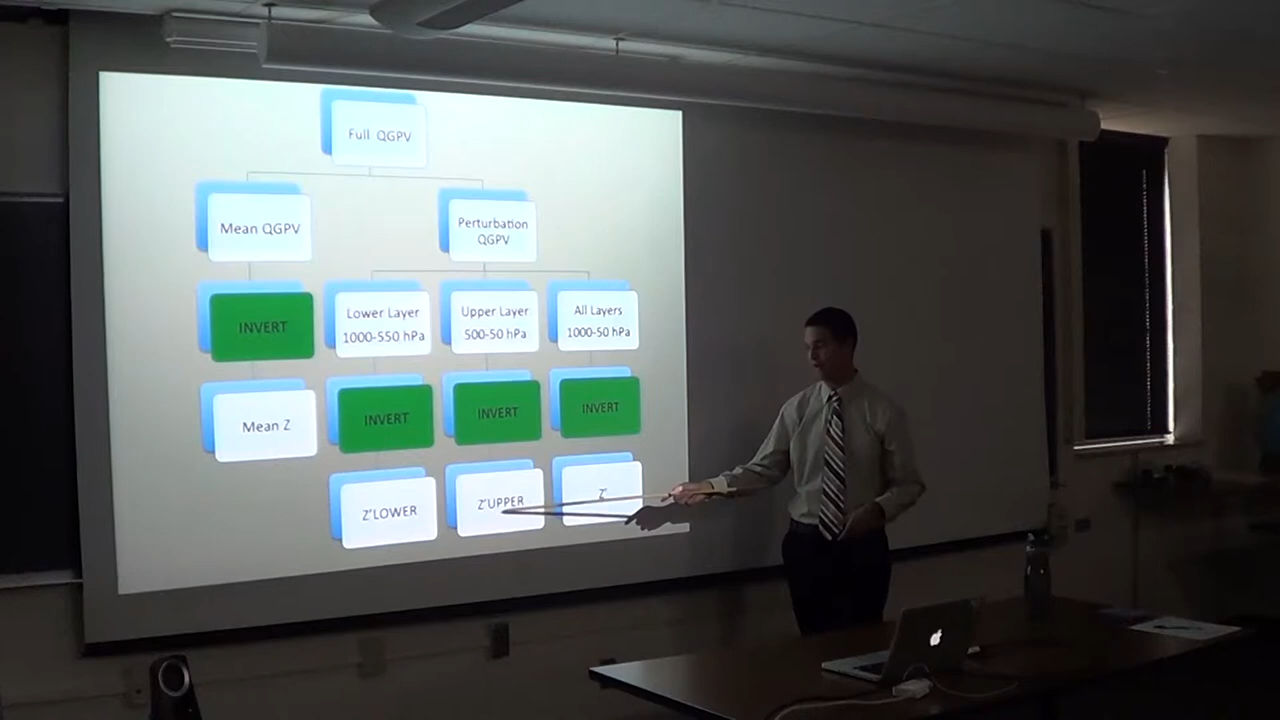 Full QGPV
Mean QGPV
Perturbation
QGPV
INVERT
Lower Layer
1000-550 hPa
Upper Layer
500-50 hPa
All Layers
1000-50 hPa
Mean Z
INVERT
INVERT
INVERT
Z'LOWER
Z'UPPER
Z'